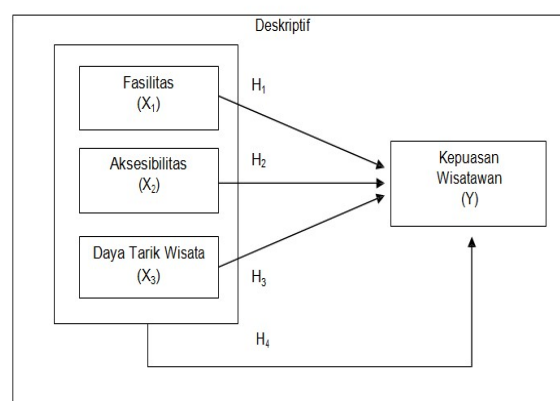 Deskriptif
Fasilitas
(X₁)
H₁
Aksesibilitas
(X₂)
H₂
Kepuasan
Wisatawan
(Y)
Daya Tarik Wisata
(X₃)
H₃
H₄